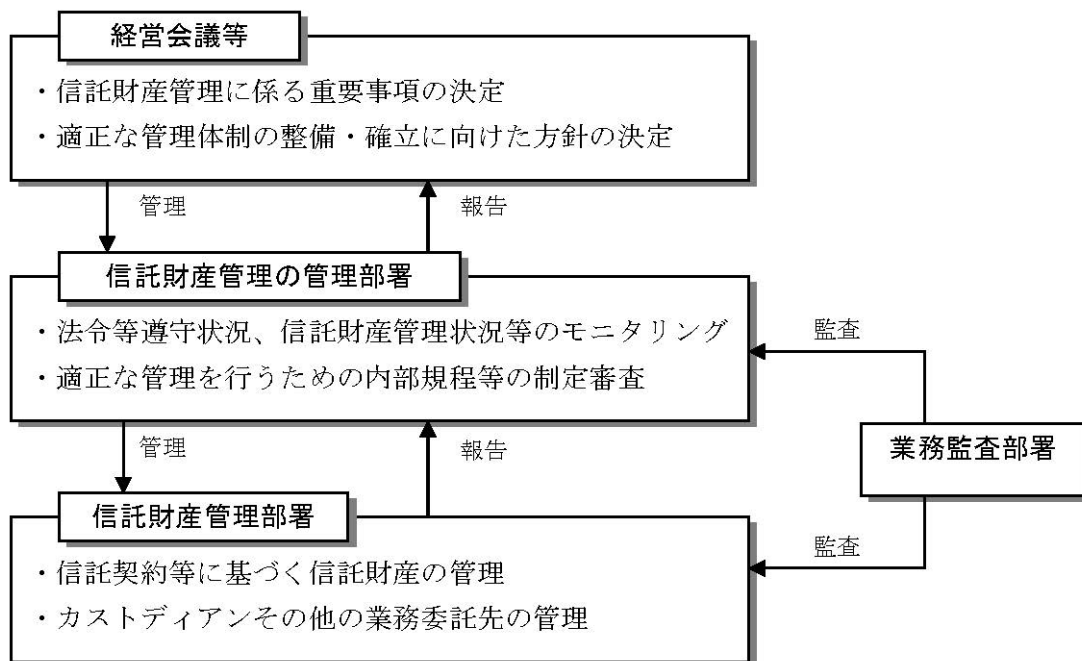 経営会議等
・信託財産管理に係る重要事項の決定
・適正な管理体制の整備・確立に向けた方針の決定
管理
報告
信託財産管理の管理部署
・法令等遵守状況、信託財産管理状況等のモニタリング
・適正な管理を行うための内部規程等の制定審査
監査
管理
報告
業務監査部署
信託財産管理部署
・信託契約等に基づく信託財産の管理
・カストディアンその他の業務委託先の管理
監査